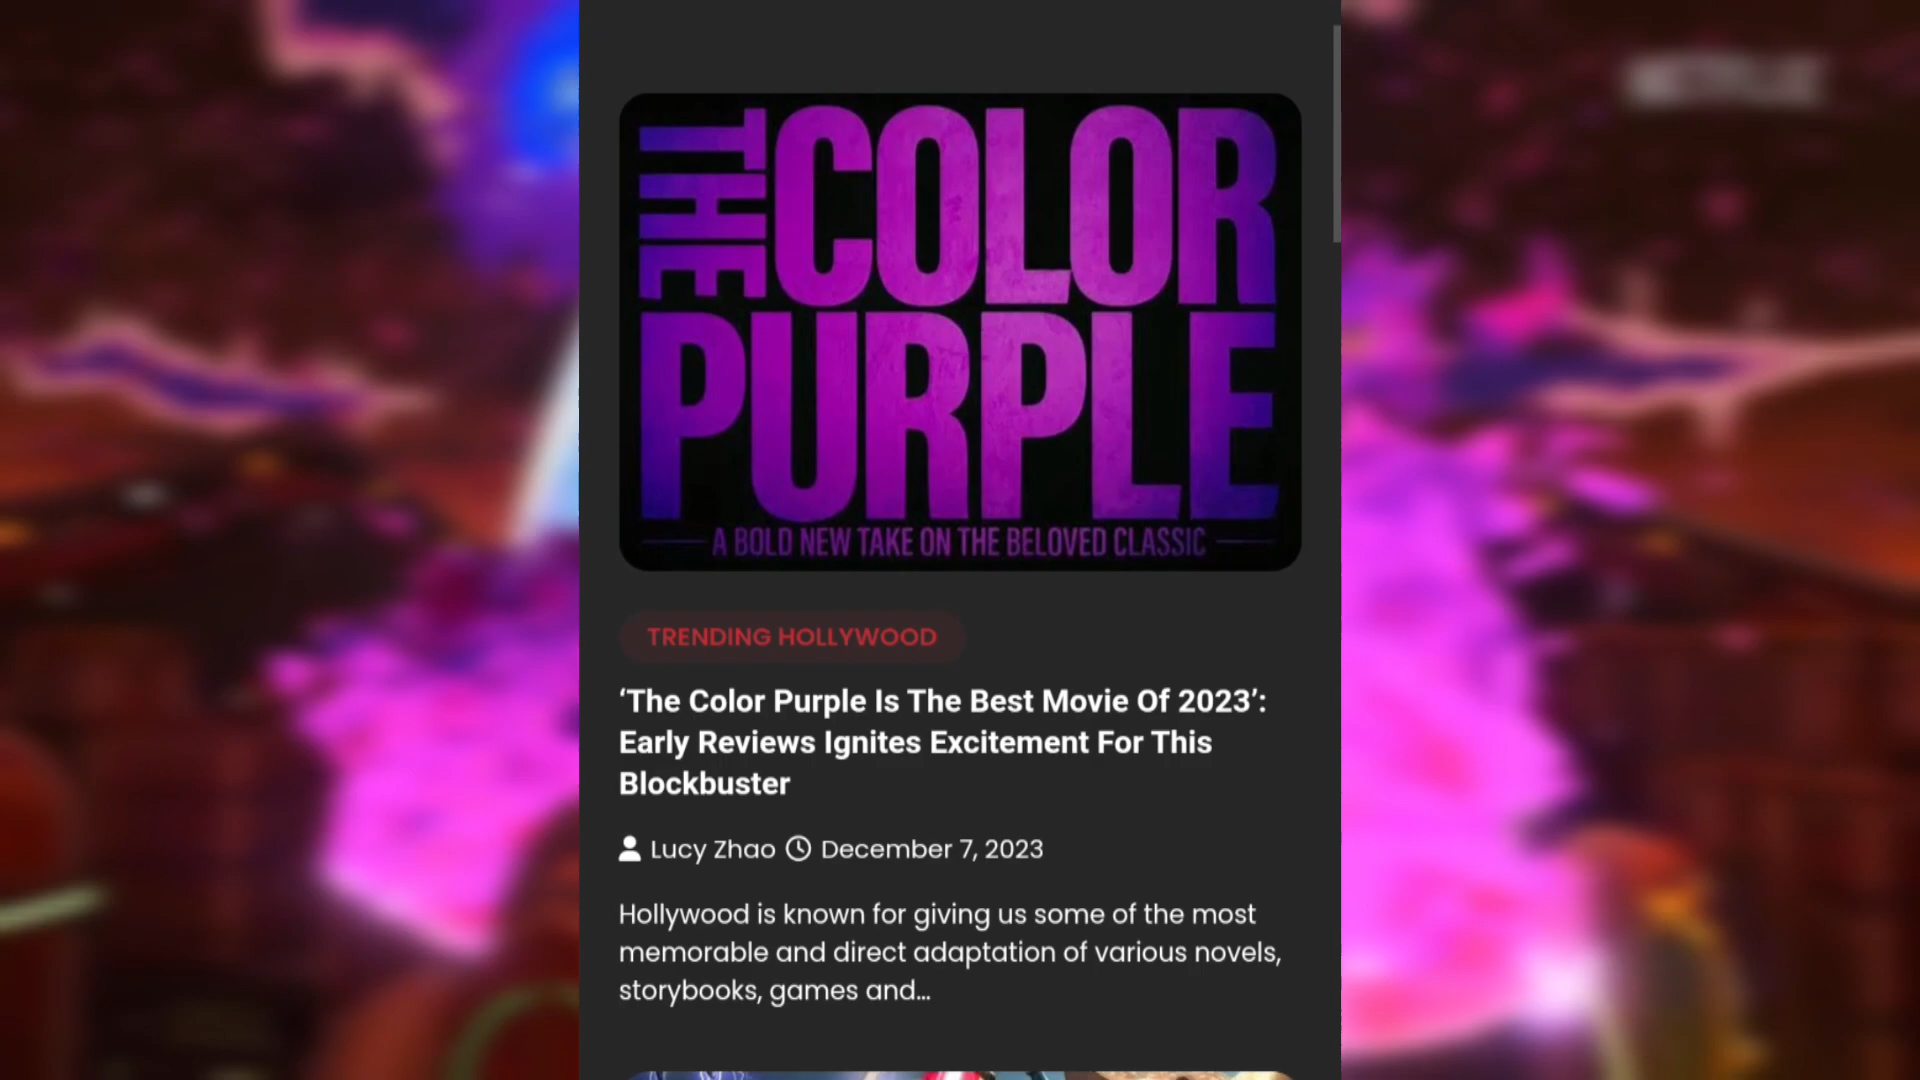 THE COLOR
PURPLE
A BOLD NEW TAKE ON THE BELOVED CLASSIC
TRENDING HOLLYWOOD
‘The Color Purple Is The Best Movie Of 2023’:
Early Reviews Ignites Excitement For This
Blockbuster
Lucy Zhao December 7, 2023
Hollywood is known for giving us some of the most
memorable and direct adaptation of various novels,
storybooks, games and...